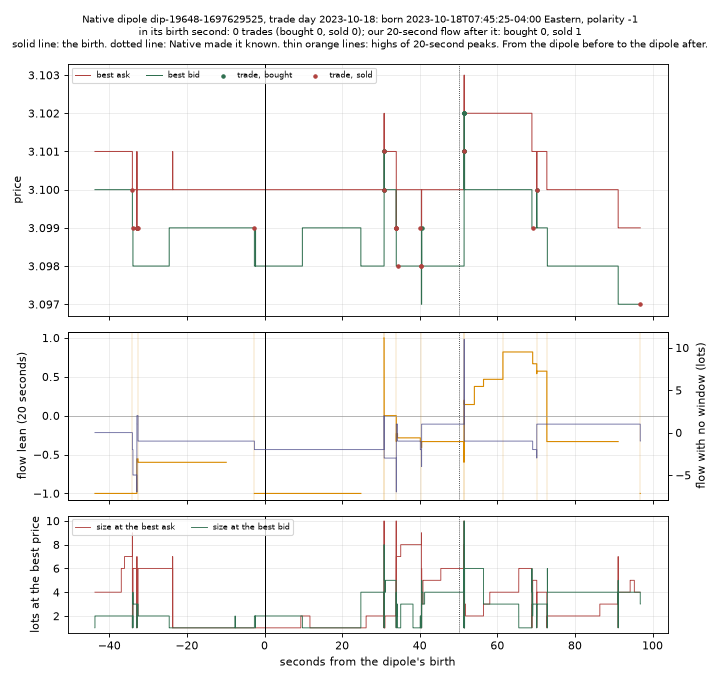 Native dipole dip-19648-1697629525, trade day 2023-10-18: born 2023-10-18T07:45:25-04:00 Eastern, polarity -1
in its birth second: 0 trades (bought 0, sold 0); our 20-second flow after it: bought 0, sold 1
solid line: the birth. dotted line: Native made it known. thin orange lines: highs of 20-second peaks. From the dipole before to the dipole after.
best ask
best bid
trade, bought
trade, sold
3.103
3.102
3.101
3.100
3.099
3.098
3.097
price
1.0
0.5
0.0
−0.5
−1.0
flow lean (20 seconds)
10
5
0
−5
flow with no window (lots)
size at the best ask
size at the best bid
10
8
6
4
2
lots at the best price
−40
−20
0
20
40
60
80
100
seconds from the dipole's birth